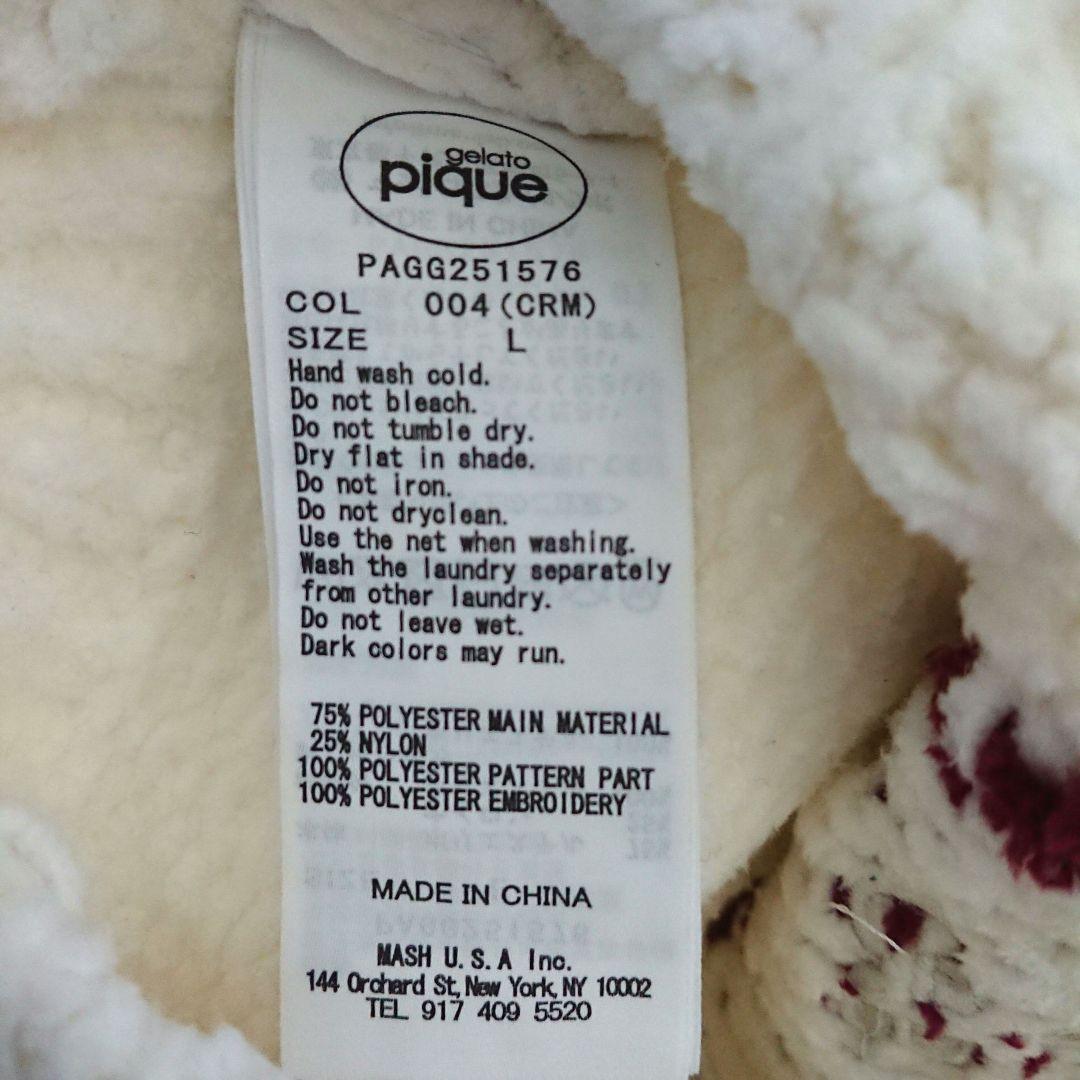 gelato
pique
PAGG251576
COL 004 (CRM)
SIZE L
Hand wash cold.
Do not bleach.
Do not tumble dry.
Dry flat in shade.
Do not iron.
Do not dryclean.
Use the net when washing.
Wash the laundry separately
from other laundry.
Do not leave wet.
Dark colors may run.
75% POLYESTER MAIN MATERIAL
25% NYLON
100% POLYESTER PATTERN PART
100% POLYESTER EMBROIDERY
MADE IN CHINA
MASH U.S.A Inc.
144 Orchard St, New York, NY 10002
TEL 917 409 5520